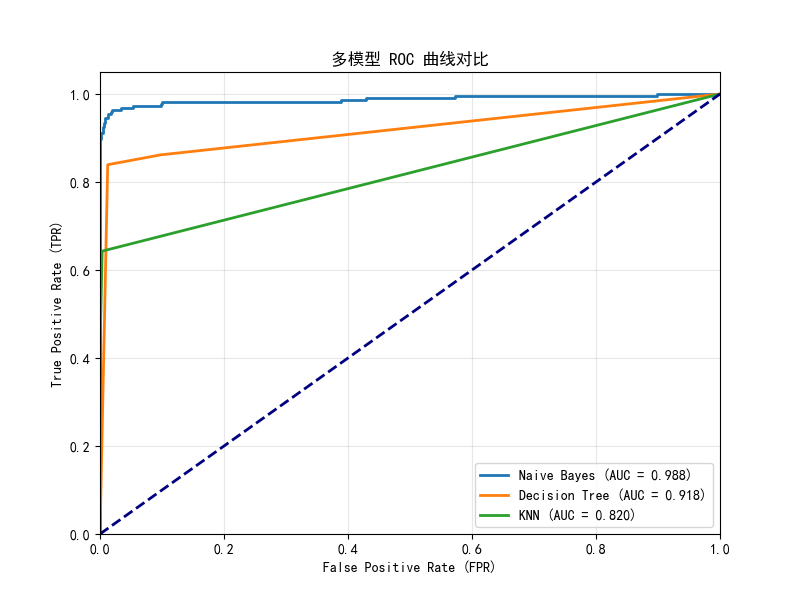 多模型 ROC 曲线对比
True Positive Rate (TPR)
1.0
0.8
0.6
0.4
0.2
0.0
0.0 0.2 0.4 0.6 0.8 1.0
False Positive Rate (FPR)
Naive Bayes (AUC = 0.988)
Decision Tree (AUC = 0.918)
KNN (AUC = 0.820)